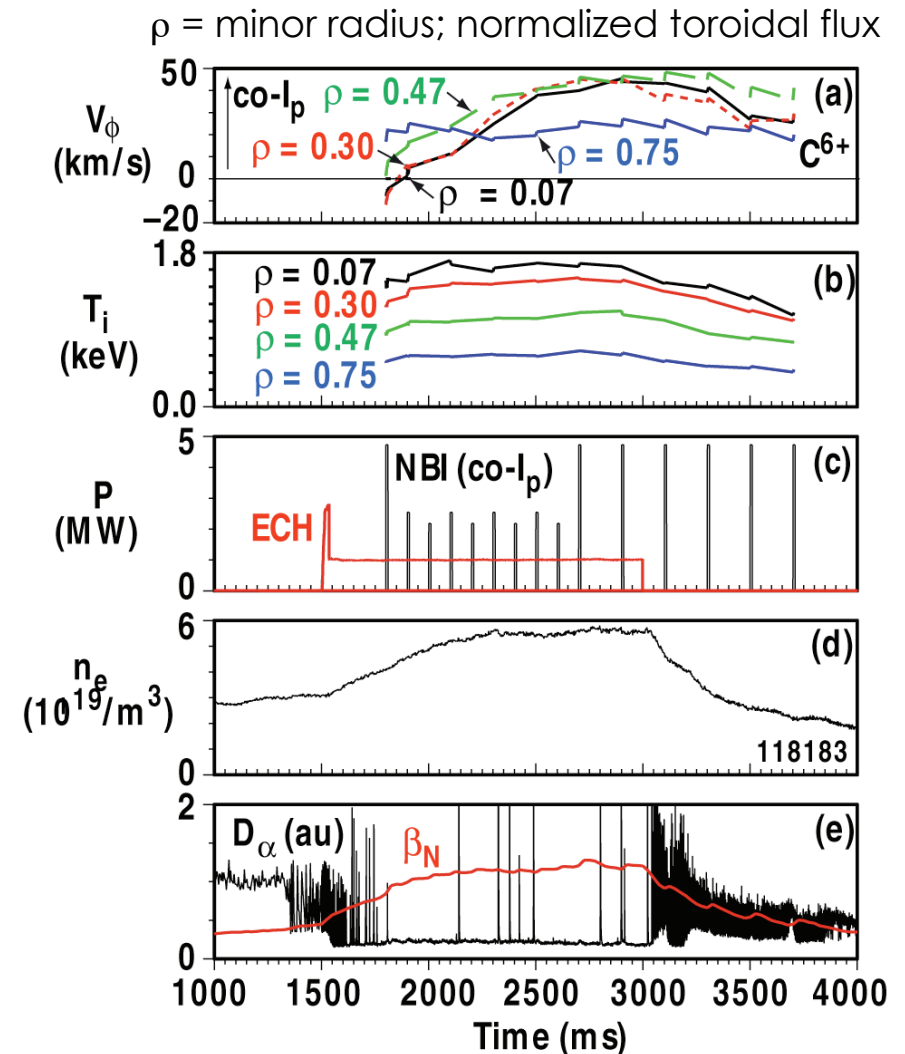 ρ = minor radius; normalized toroidal flux
50
0
−20
Vϕ
(km/s)
co-Ip
ρ = 0.47
ρ = 0.30
ρ = 0.75
ρ = 0.07
(a)
C6+
1.8
0.0
Ti
(keV)
ρ = 0.07
ρ = 0.30
ρ = 0.47
ρ = 0.75
(b)
5
0
P
(MW)
NBI (co-Ip)
ECH
(c)
6
0
ne
(10^19/m^3)
(d)
118183
2
0
Dα (au)
βN
(e)
1000 1500 2000 2500 3000 3500 4000
Time (ms)